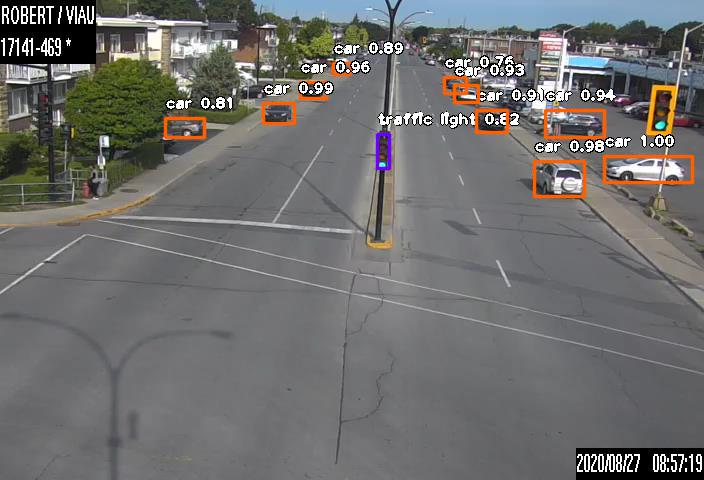 ROBERT / VIAU
17141-469 *
car 0.89
car 0.96
car 0.76
car 0.93
car 0.99
car 0.81
car 0.91
car 0.94
traffic light 0.82
car 0.98
car 1.00
2020/08/27 08:57:19